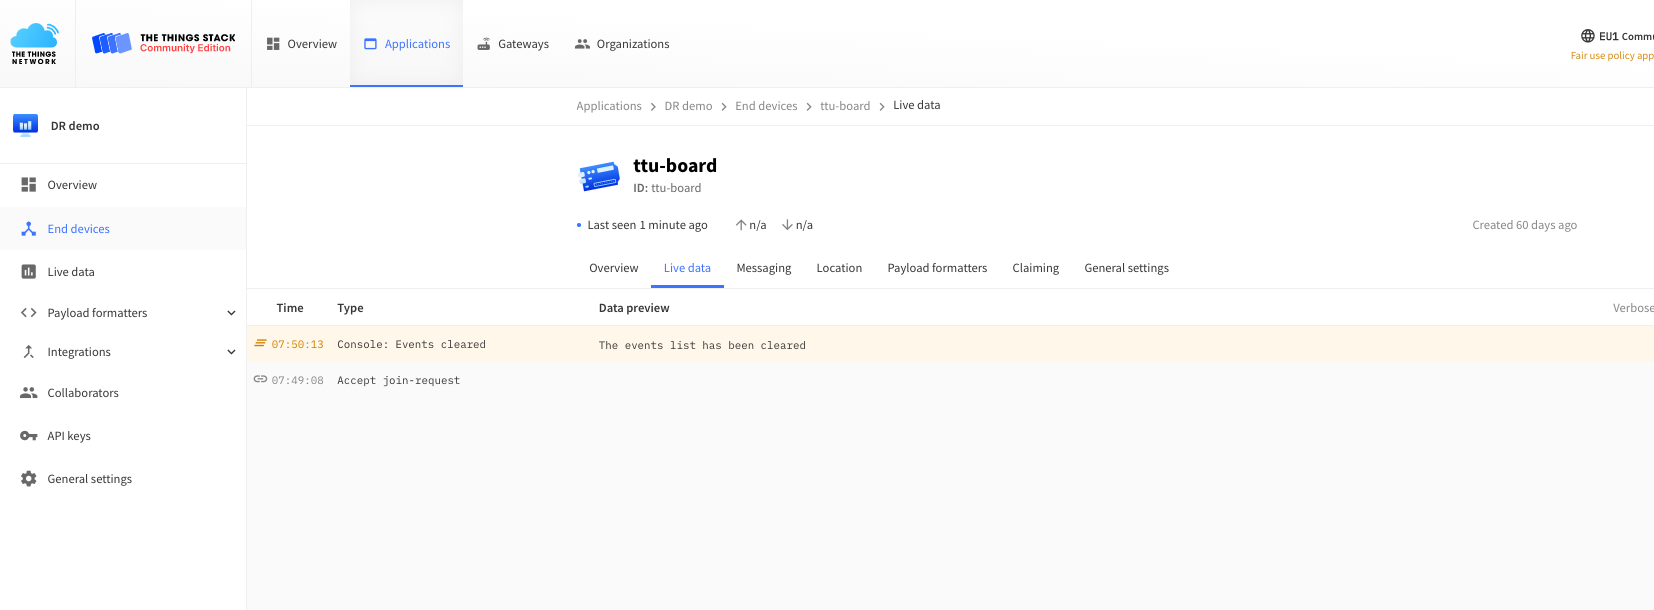 THE THINGS
NETWORK
THE THINGS STACK
Community Edition
Overview
Applications
Gateways
Organizations
EU1 Commu
Fair use policy app
DR demo
Overview
End devices
Live data
Payload formatters
Integrations
Collaborators
API keys
General settings
Applications > DR demo > End devices > ttu-board > Live data
ttu-board
ID: ttu-board
Last seen 1 minute ago ↑ n/a ↓ n/a
Created 60 days ago
Overview Live data Messaging Location Payload formatters Claiming General settings
Time Type Data preview Verbose
07:50:13 Console: Events cleared The events list has been cleared
07:49:08 Accept join-request